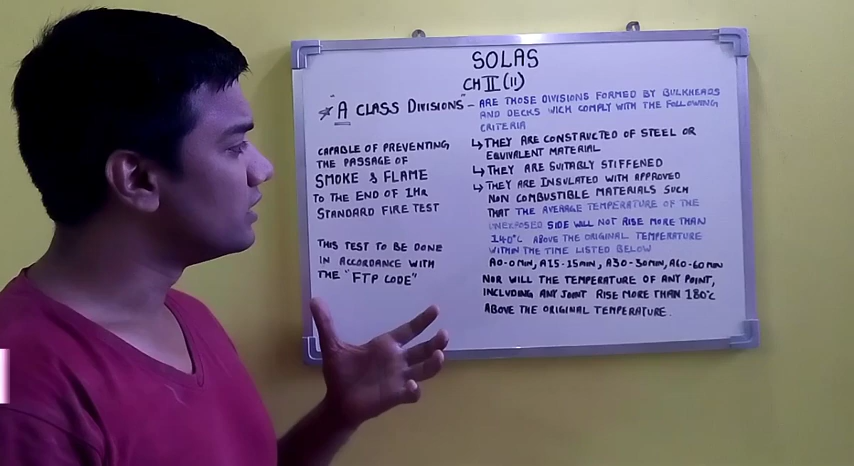 SOLAS
CH II (11)
* "A CLASS DIVISIONS" -
ARE THOSE DIVISIONS FORMED BY BULKHEADS
AND DECKS WICH COMPLY WITH THE FOLLOWING
CRITERIA
↳ THEY ARE CONSTRUCTED OF STEEL OR
EQUIVALENT MATERIAL
↳ THEY ARE SUITABLY STIFFENED
↳ THEY ARE INSULATED WITH APPROVED
NON COMBUSTIBLE MATERIALS SUCH
THAT THE AVERAGE TEMPERATURE OF THE
UNEXPOSED SIDE WILL NOT RISE MORE THAN
140°C ABOVE THE ORIGINAL TEMPERATURE
WITHIN THE TIME LISTED BELOW
A0-0 MIN, A15-15MIN, A30-30MIN, A60-60 MIN
NOR WILL THE TEMPERATURE OF ANY POINT,
INCLUDING ANY JOINT RISE MORE THAN 180°C
ABOVE THE ORIGINAL TEMPERATURE.
CAPABLE OF PREVENTING
THE PASSAGE OF
SMOKE & FLAME
TO THE END OF 1HR
STANDARD FIRE TEST
THIS TEST TO BE DONE
IN ACCORDANCE WITH
THE "FTP CODE"